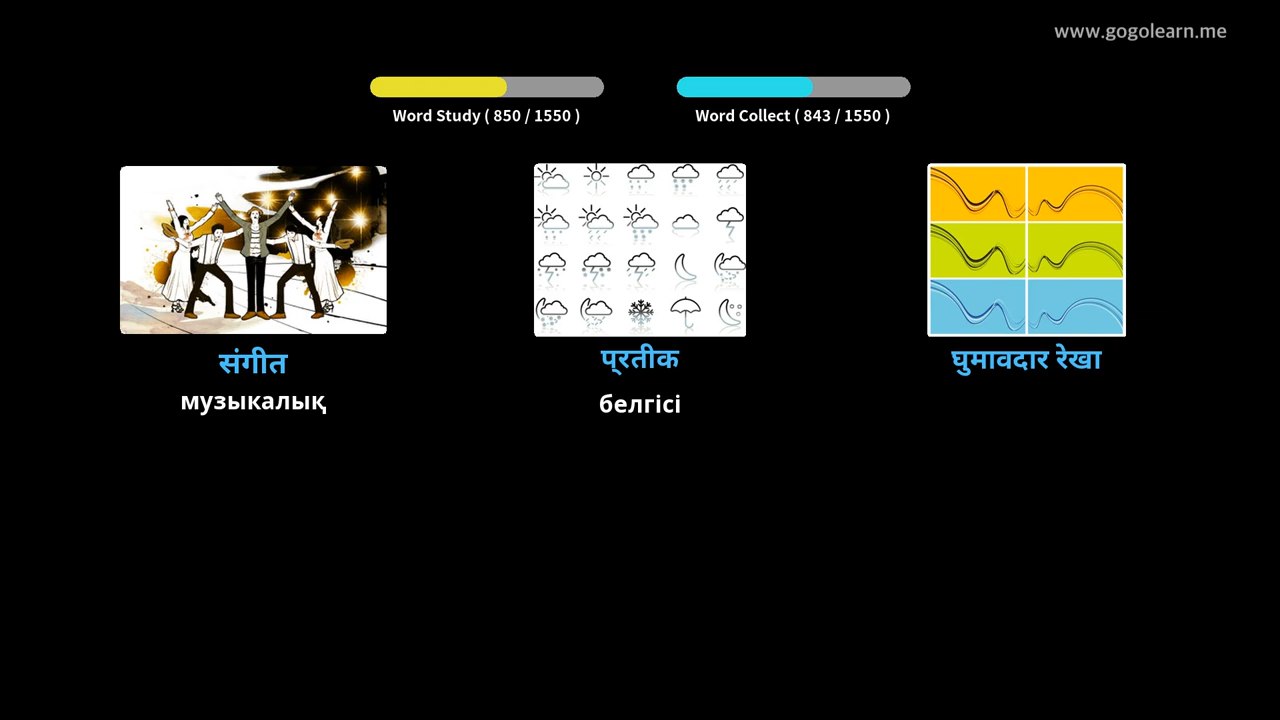 www.gogolearn.me
Word Study ( 850 / 1550 )
Word Collect ( 843 / 1550 )
संगीत
प्रतीक
घुमावदार रेखा
музыкалық
белгісі